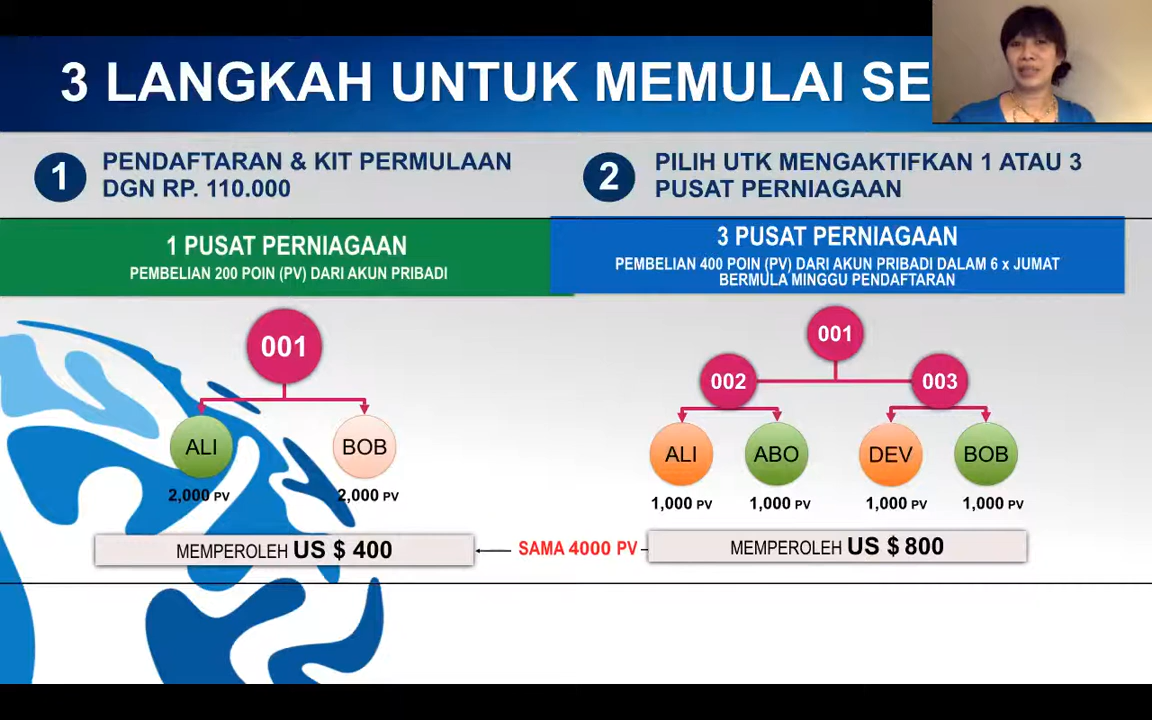 3 LANGKAH UNTUK MEMULAI SE
1
PENDAFTARAN & KIT PERMULAAN
DGN RP. 110.000
2
PILIH UTK MENGAKTIFKAN 1 ATAU 3
PUSAT PERNIAGAAN
1 PUSAT PERNIAGAAN
PEMBELIAN 200 POIN (PV) DARI AKUN PRIBADI
3 PUSAT PERNIAGAAN
PEMBELIAN 400 POIN (PV) DARI AKUN PRIBADI DALAM 6 x JUMAT
BERMULA MINGGU PENDAFTARAN
001
ALI
BOB
2,000 PV
2,000 PV
MEMPEROLEH US $ 400
SAMA 4000 PV
001
002
003
ALI
ABO
DEV
BOB
1,000 PV
1,000 PV
1,000 PV
1,000 PV
MEMPEROLEH US $ 800